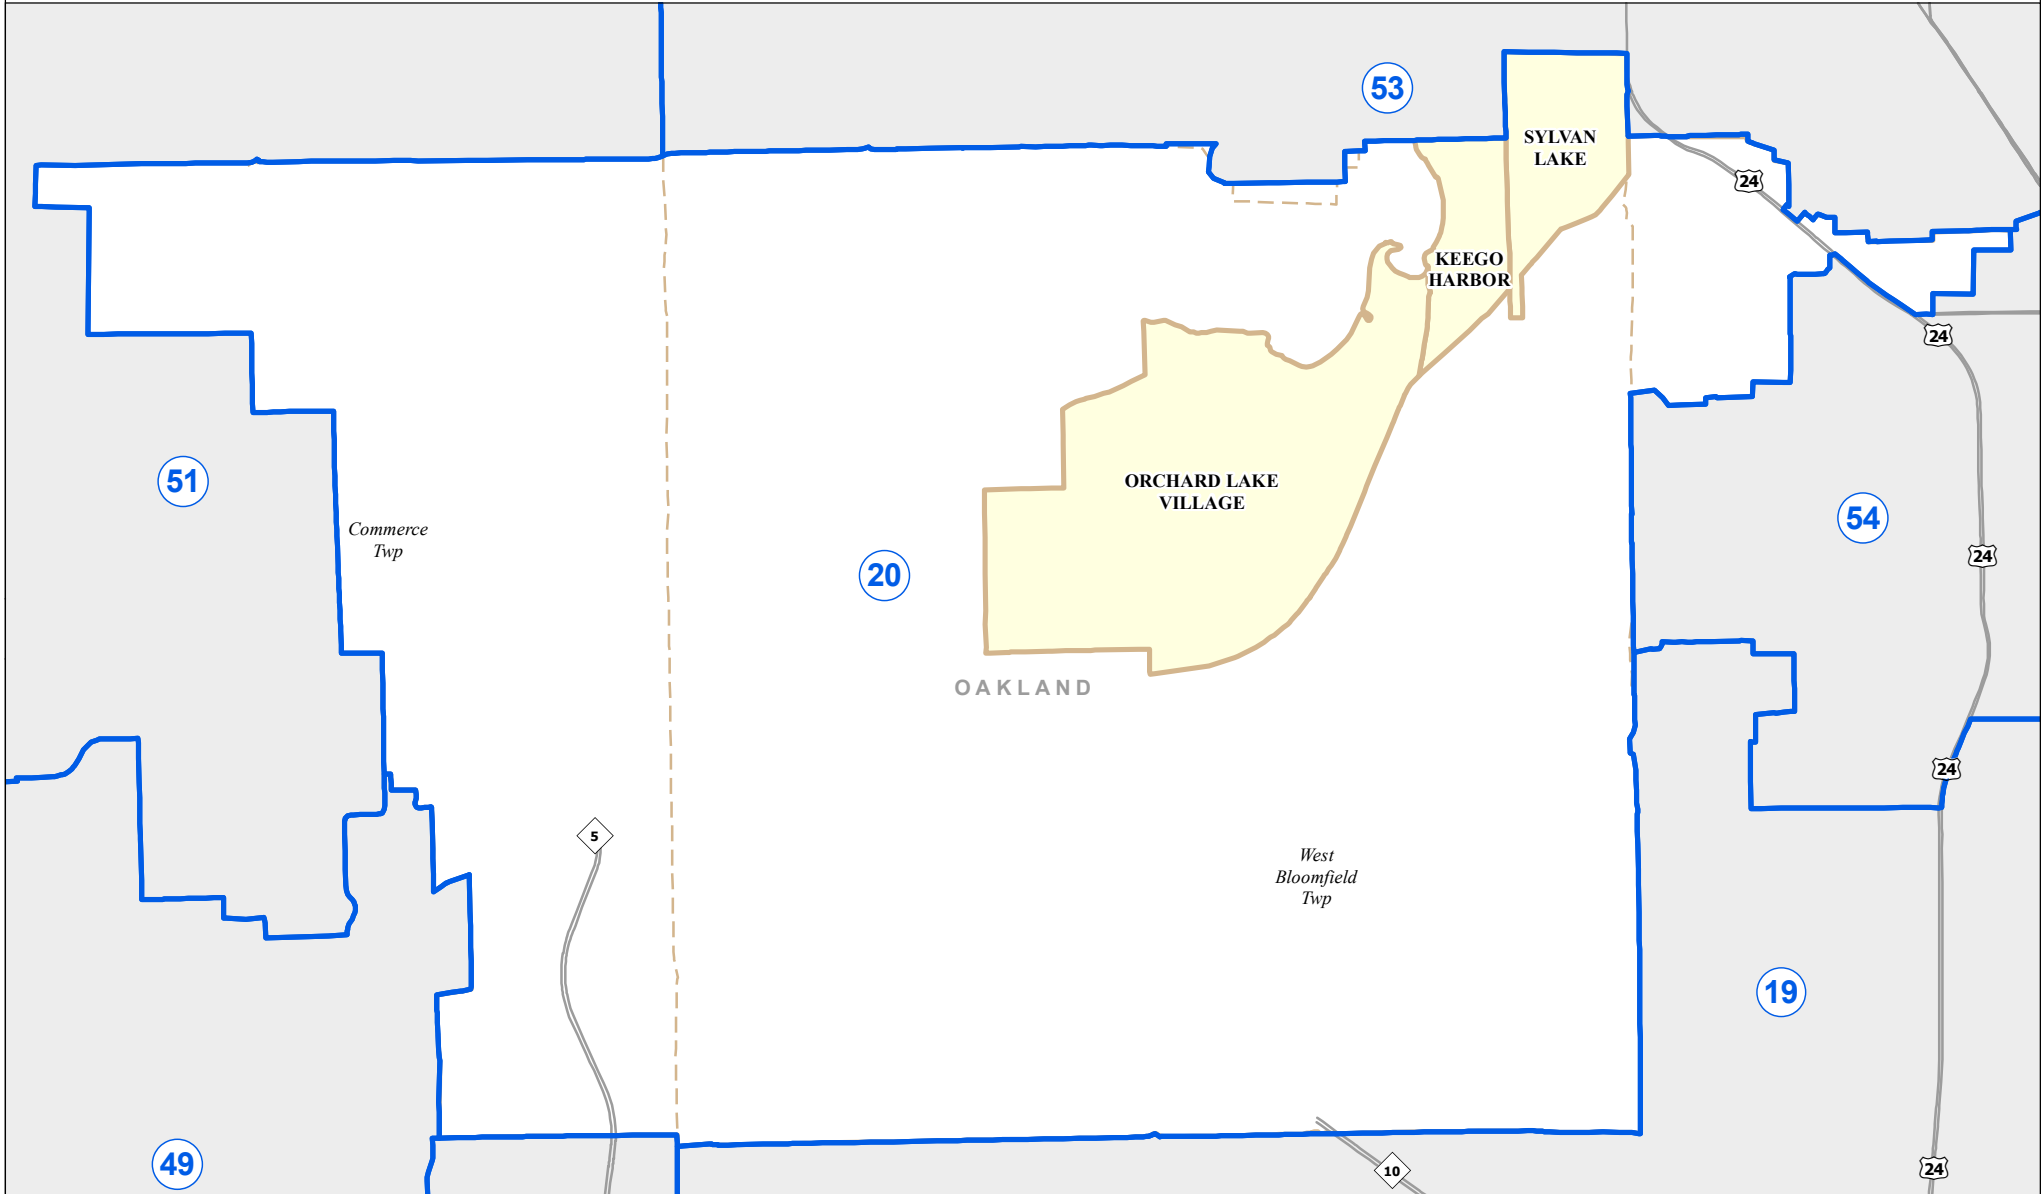 53
SYLVAN
LAKE
24
KEEGO
HARBOR
24
51
ORCHARD LAKE
VILLAGE
54
Commerce
Twp
24
20
OAKLAND
24
5
West
Bloomfield
Twp
19
49
10
24